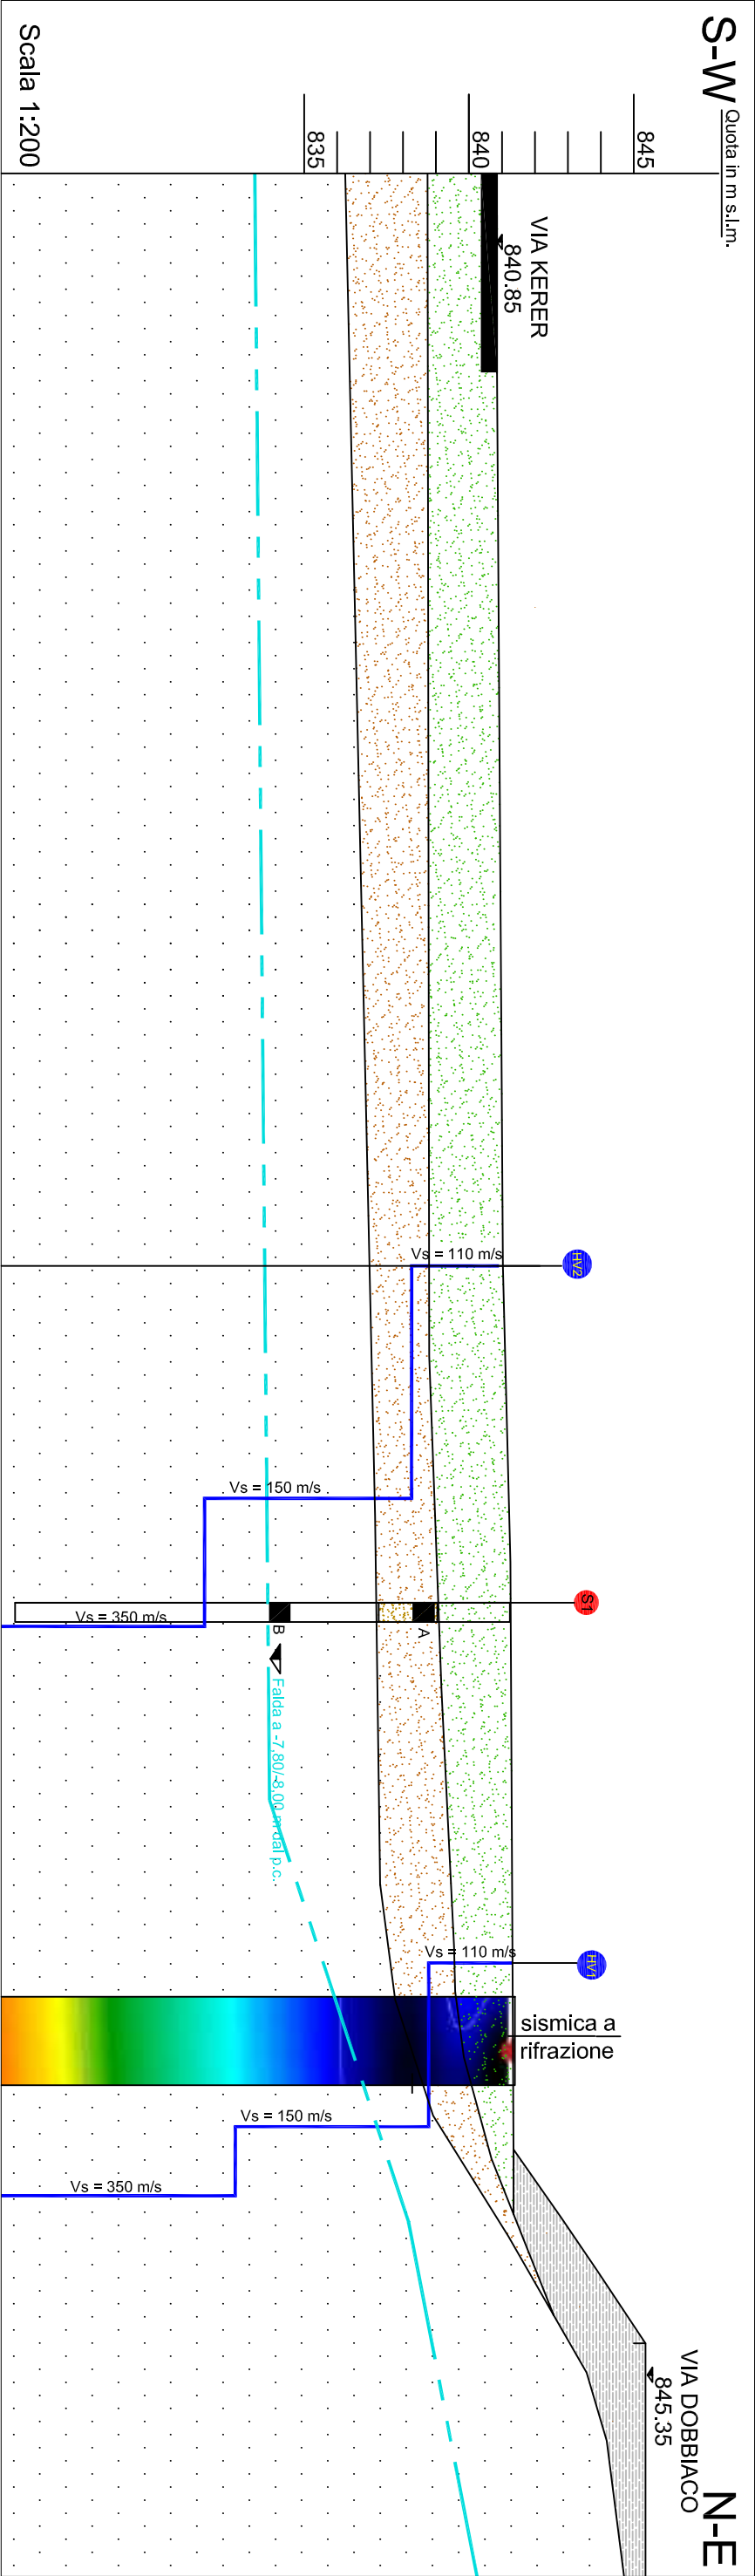 S-W
Quota in m s.l.m.
845
840
835
Scala 1:200
VIA KERER
840.85
HV2
Vs = 110 m/s
Vs = 150 m/s
Vs = 350 m/s
S1
A
B
Falda a -7,80/-8,00 m dal p.c.
HV1
Vs = 110 m/s
sismica a
rifrazione
Vs = 150 m/s
Vs = 350 m/s
VIA DOBBIACO
845.35
N-E